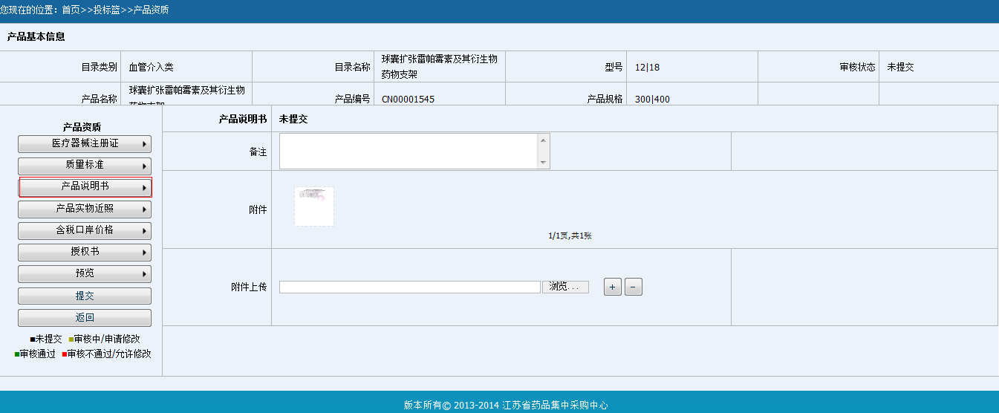 您现在的位置: 首页>>投标篮>>产品资质
产品基本信息
目录类别 血管介入类 目录名称 球囊扩张雷帕霉素及其衍生物 型号 12|18 审核状态 未提交
药物支架
产品名称 球囊扩张雷帕霉素及其衍生物 产品编号 CN00001545 产品规格 300|400
药物支架
产品资质
医疗器械注册证
质量标准
产品说明书
产品实物近照
含税口岸价格
授权书
预览
提交
返回
■未提交 ■审核中/申请修改
■审核通过 ■审核不通过/允许修改
产品说明书 未提交
备注
附件
1/1页,共1张
附件上传 浏览... + −
版本所有© 2013-2014 江苏省药品集中采购中心